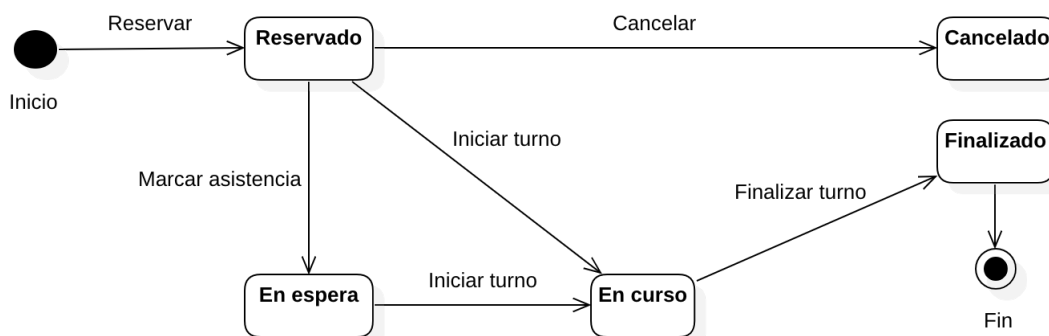 Reservar
Reservado
Cancelar
Cancelado
Inicio
Iniciar turno
Finalizado
Marcar asistencia
Finalizar turno
En espera
Iniciar turno
En curso
Fin